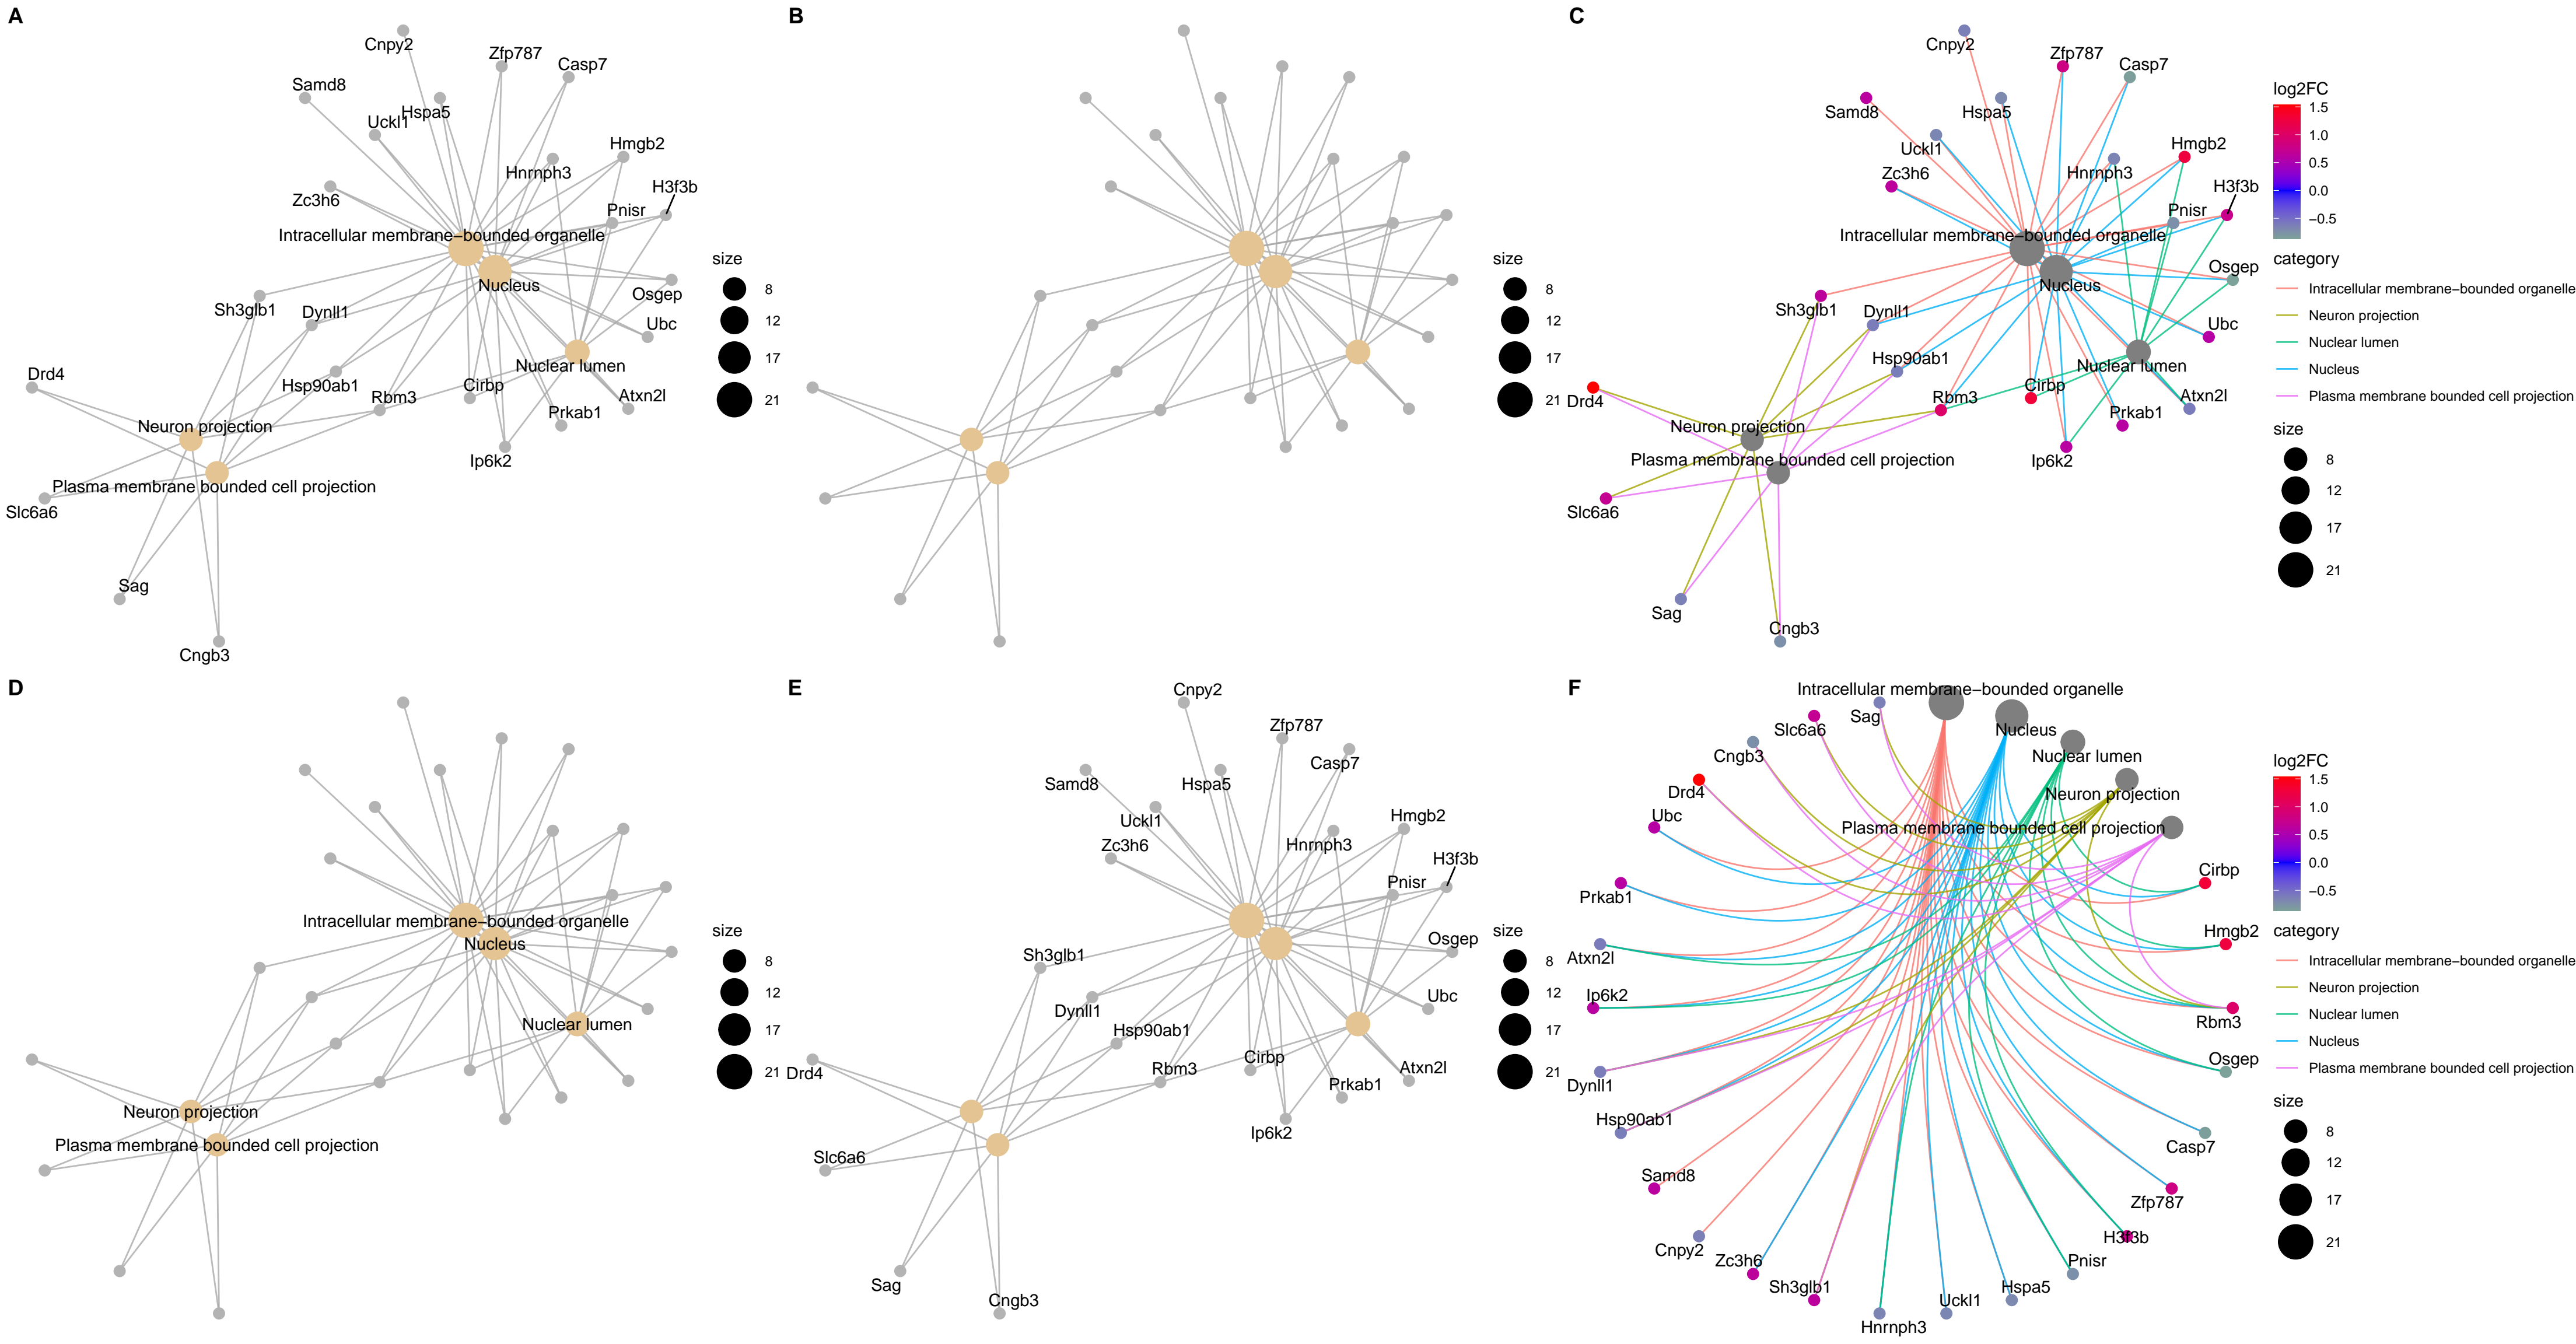 A
Cnpy2
Zfp787
Casp7
Samd8
Hspa5
Uckl1
Hmgb2
Hnrnph3
H3f3b
Zc3h6
Pnisr
Intracellular membrane−bounded organelle
Nucleus
Osgep
Sh3glb1
Dynll1
Ubc
Nuclear lumen
Drd4
Hsp90ab1
Cirbp
Rbm3
Atxn2l
Prkab1
Neuron projection
Ip6k2
Plasma membrane bounded cell projection
Slc6a6
Sag
Cngb3
size
8
12
17
21
B
size
8
12
17
21
C
Cnpy2
Zfp787
Casp7
Samd8
Hspa5
Uckl1
Hmgb2
Zc3h6
Hnrnph3
H3f3b
Pnisr
Intracellular membrane−bounded organelle
Osgep
Nucleus
Sh3glb1
Dynll1
Ubc
Hsp90ab1
Nuclear lumen
Cirbp
Drd4
Rbm3
Atxn2l
Prkab1
Neuron projection
Plasma membrane bounded cell projection
Ip6k2
Slc6a6
Sag
Cngb3
log2FC
1.5
1.0
0.5
0.0
−0.5
category
Intracellular membrane−bounded organelle
Neuron projection
Nuclear lumen
Nucleus
Plasma membrane bounded cell projection
size
8
12
17
21
D
Intracellular membrane−bounded organelle
Nucleus
Nuclear lumen
Neuron projection
Plasma membrane bounded cell projection
size
8
12
17
21
E
Cnpy2
Zfp787
Casp7
Samd8
Hspa5
Uckl1
Hmgb2
Zc3h6
Hnrnph3
H3f3b
Pnisr
Osgep
Sh3glb1
Ubc
Dynll1
Hsp90ab1
Cirbp
Rbm3
Atxn2l
Drd4
Prkab1
Ip6k2
Slc6a6
Sag
Cngb3
size
8
12
17
21
F
Intracellular membrane−bounded organelle
Sag
Slc6a6
Nucleus
Cngb3
Nuclear lumen
Drd4
Neuron projection
Ubc
Plasma membrane bounded cell projection
Cirbp
Prkab1
Hmgb2
Atxn2l
Ip6k2
Rbm3
Osgep
Dynll1
Hsp90ab1
Casp7
Samd8
Zfp787
H3f3b
Cnpy2
Zc3h6
Pnisr
Sh3glb1
Hspa5
Uckl1
Hnrnph3
log2FC
1.5
1.0
0.5
0.0
−0.5
category
Intracellular membrane−bounded organelle
Neuron projection
Nuclear lumen
Nucleus
Plasma membrane bounded cell projection
size
8
12
17
21